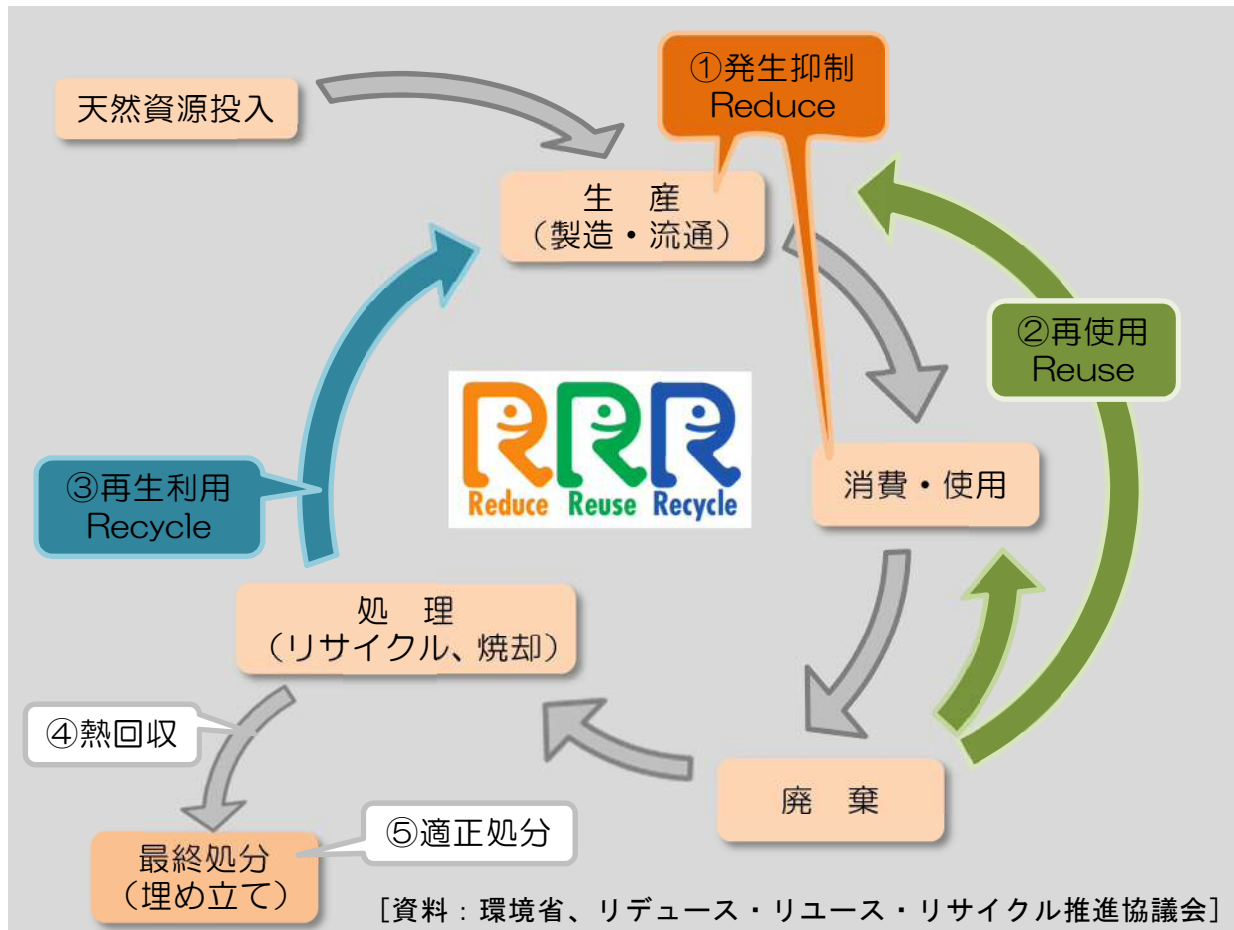 ①発生抑制
Reduce
天然資源投入
生　産
（製造・流通）
②再使用
Reuse
RRR
Reduce Reuse Recycle
消費・使用
③再生利用
Recycle
処　理
（リサイクル、焼却）
④熱回収
廃　棄
⑤適正処分
最終処分
（埋め立て）
［資料：環境省、リデュース・リユース・リサイクル推進協議会］